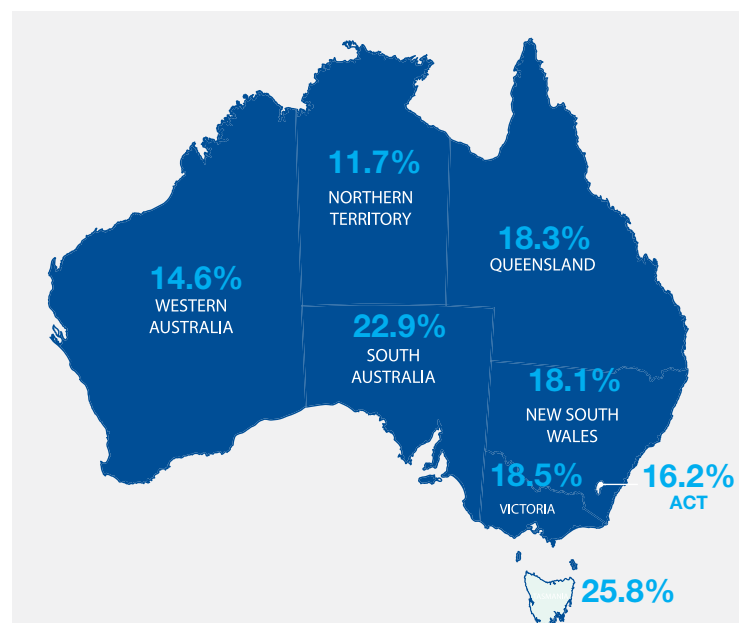 11.7%
NORTHERN
TERRITORY
18.3%
QUEENSLAND
14.6%
WESTERN
AUSTRALIA
22.9%
SOUTH
AUSTRALIA
18.1%
NEW SOUTH
WALES
18.5%
VICTORIA
16.2%
ACT
25.8%